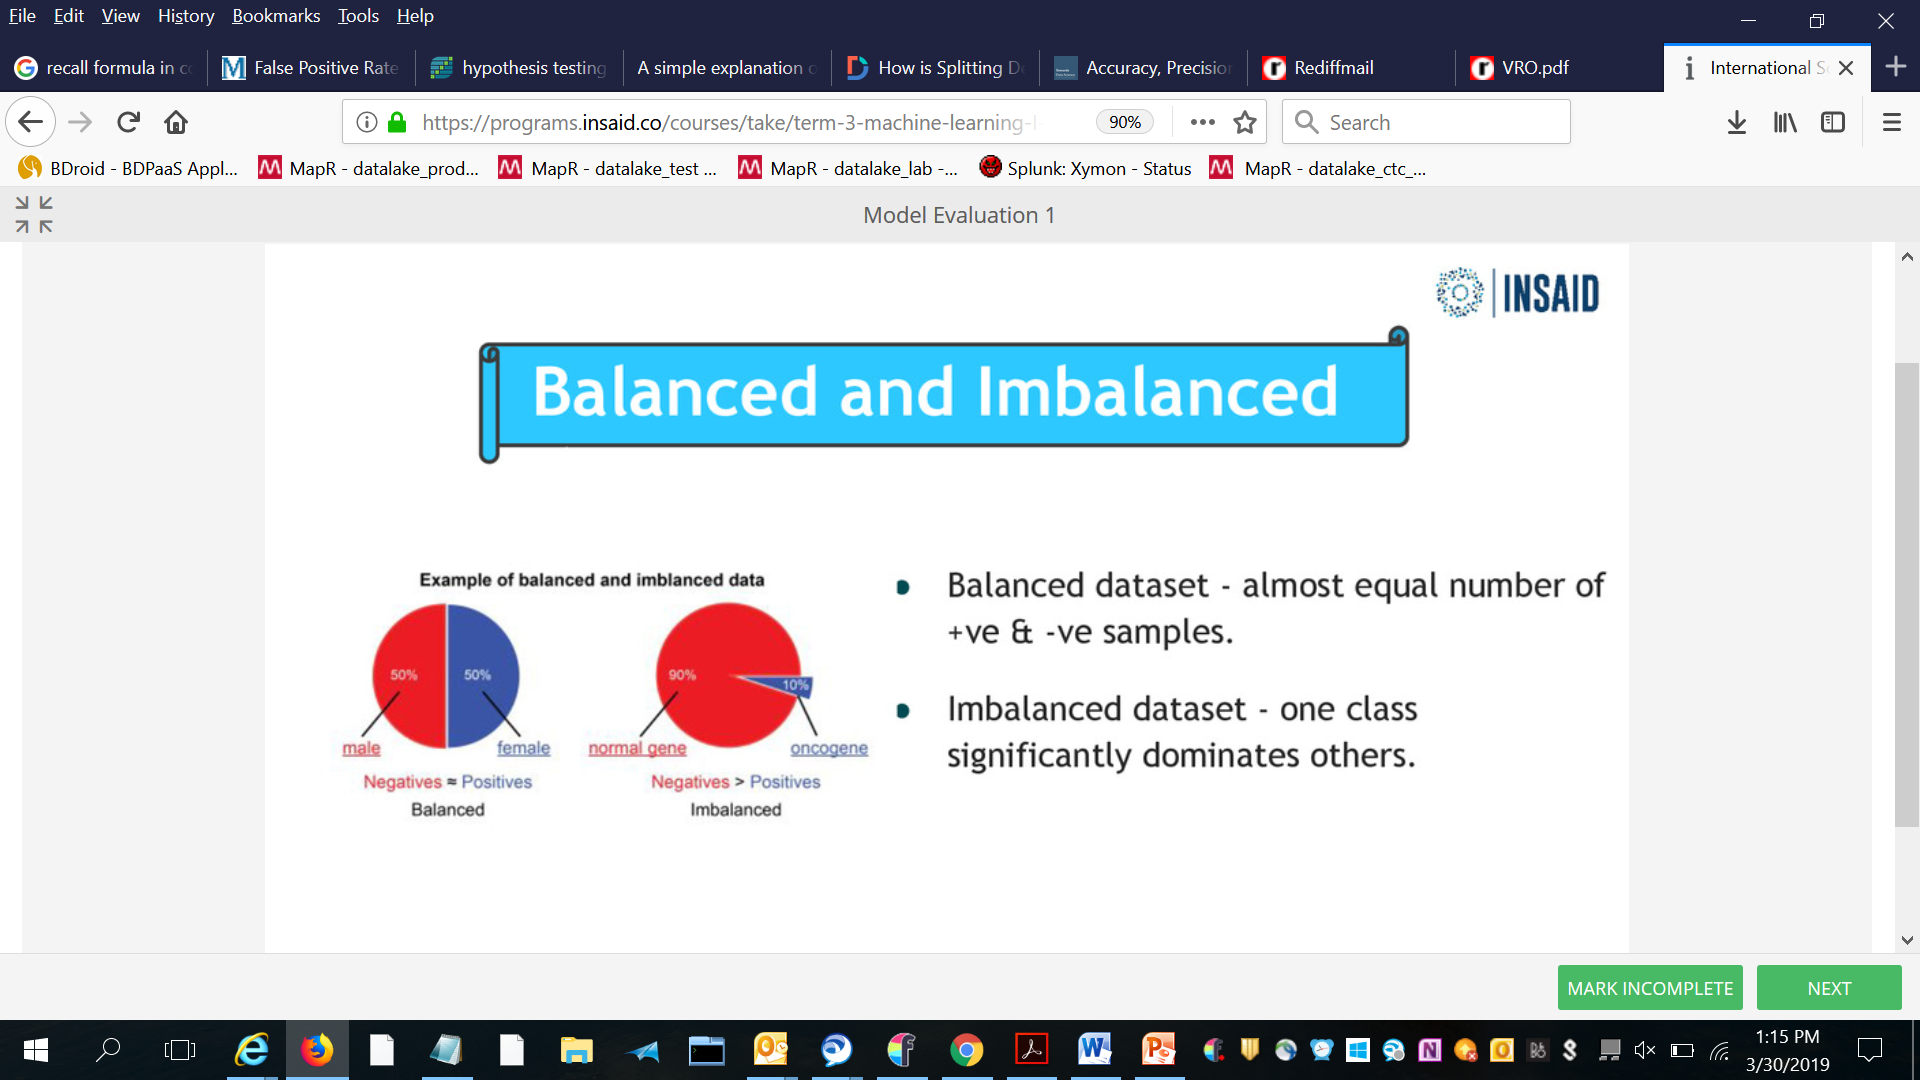 File Edit View History Bookmarks Tools Help
recall formula in
False Positive Rate
hypothesis testing
A simple explanation
How is Splitting
Accuracy, Precision
Rediffmail
VRO.pdf
International
https://programs.insaid.co/courses/take/term-3-machine-learning-
90%
Search
BDroid - BDPaaS Appl...
MapR - datalake_prod...
MapR - datalake_test ...
MapR - datalake_lab -...
Splunk: Xymon - Status
MapR - datalake_ctc_...
Model Evaluation 1
INSAID
Balanced and Imbalanced
Example of balanced and imblanced data
50% 50%
male female
Negatives ≈ Positives
Balanced
90% 10%
normal gene oncogene
Negatives > Positives
Imbalanced
Balanced dataset - almost equal number of
+ve & -ve samples.
Imbalanced dataset - one class
significantly dominates others.
MARK INCOMPLETE
NEXT
1:15 PM
3/30/2019